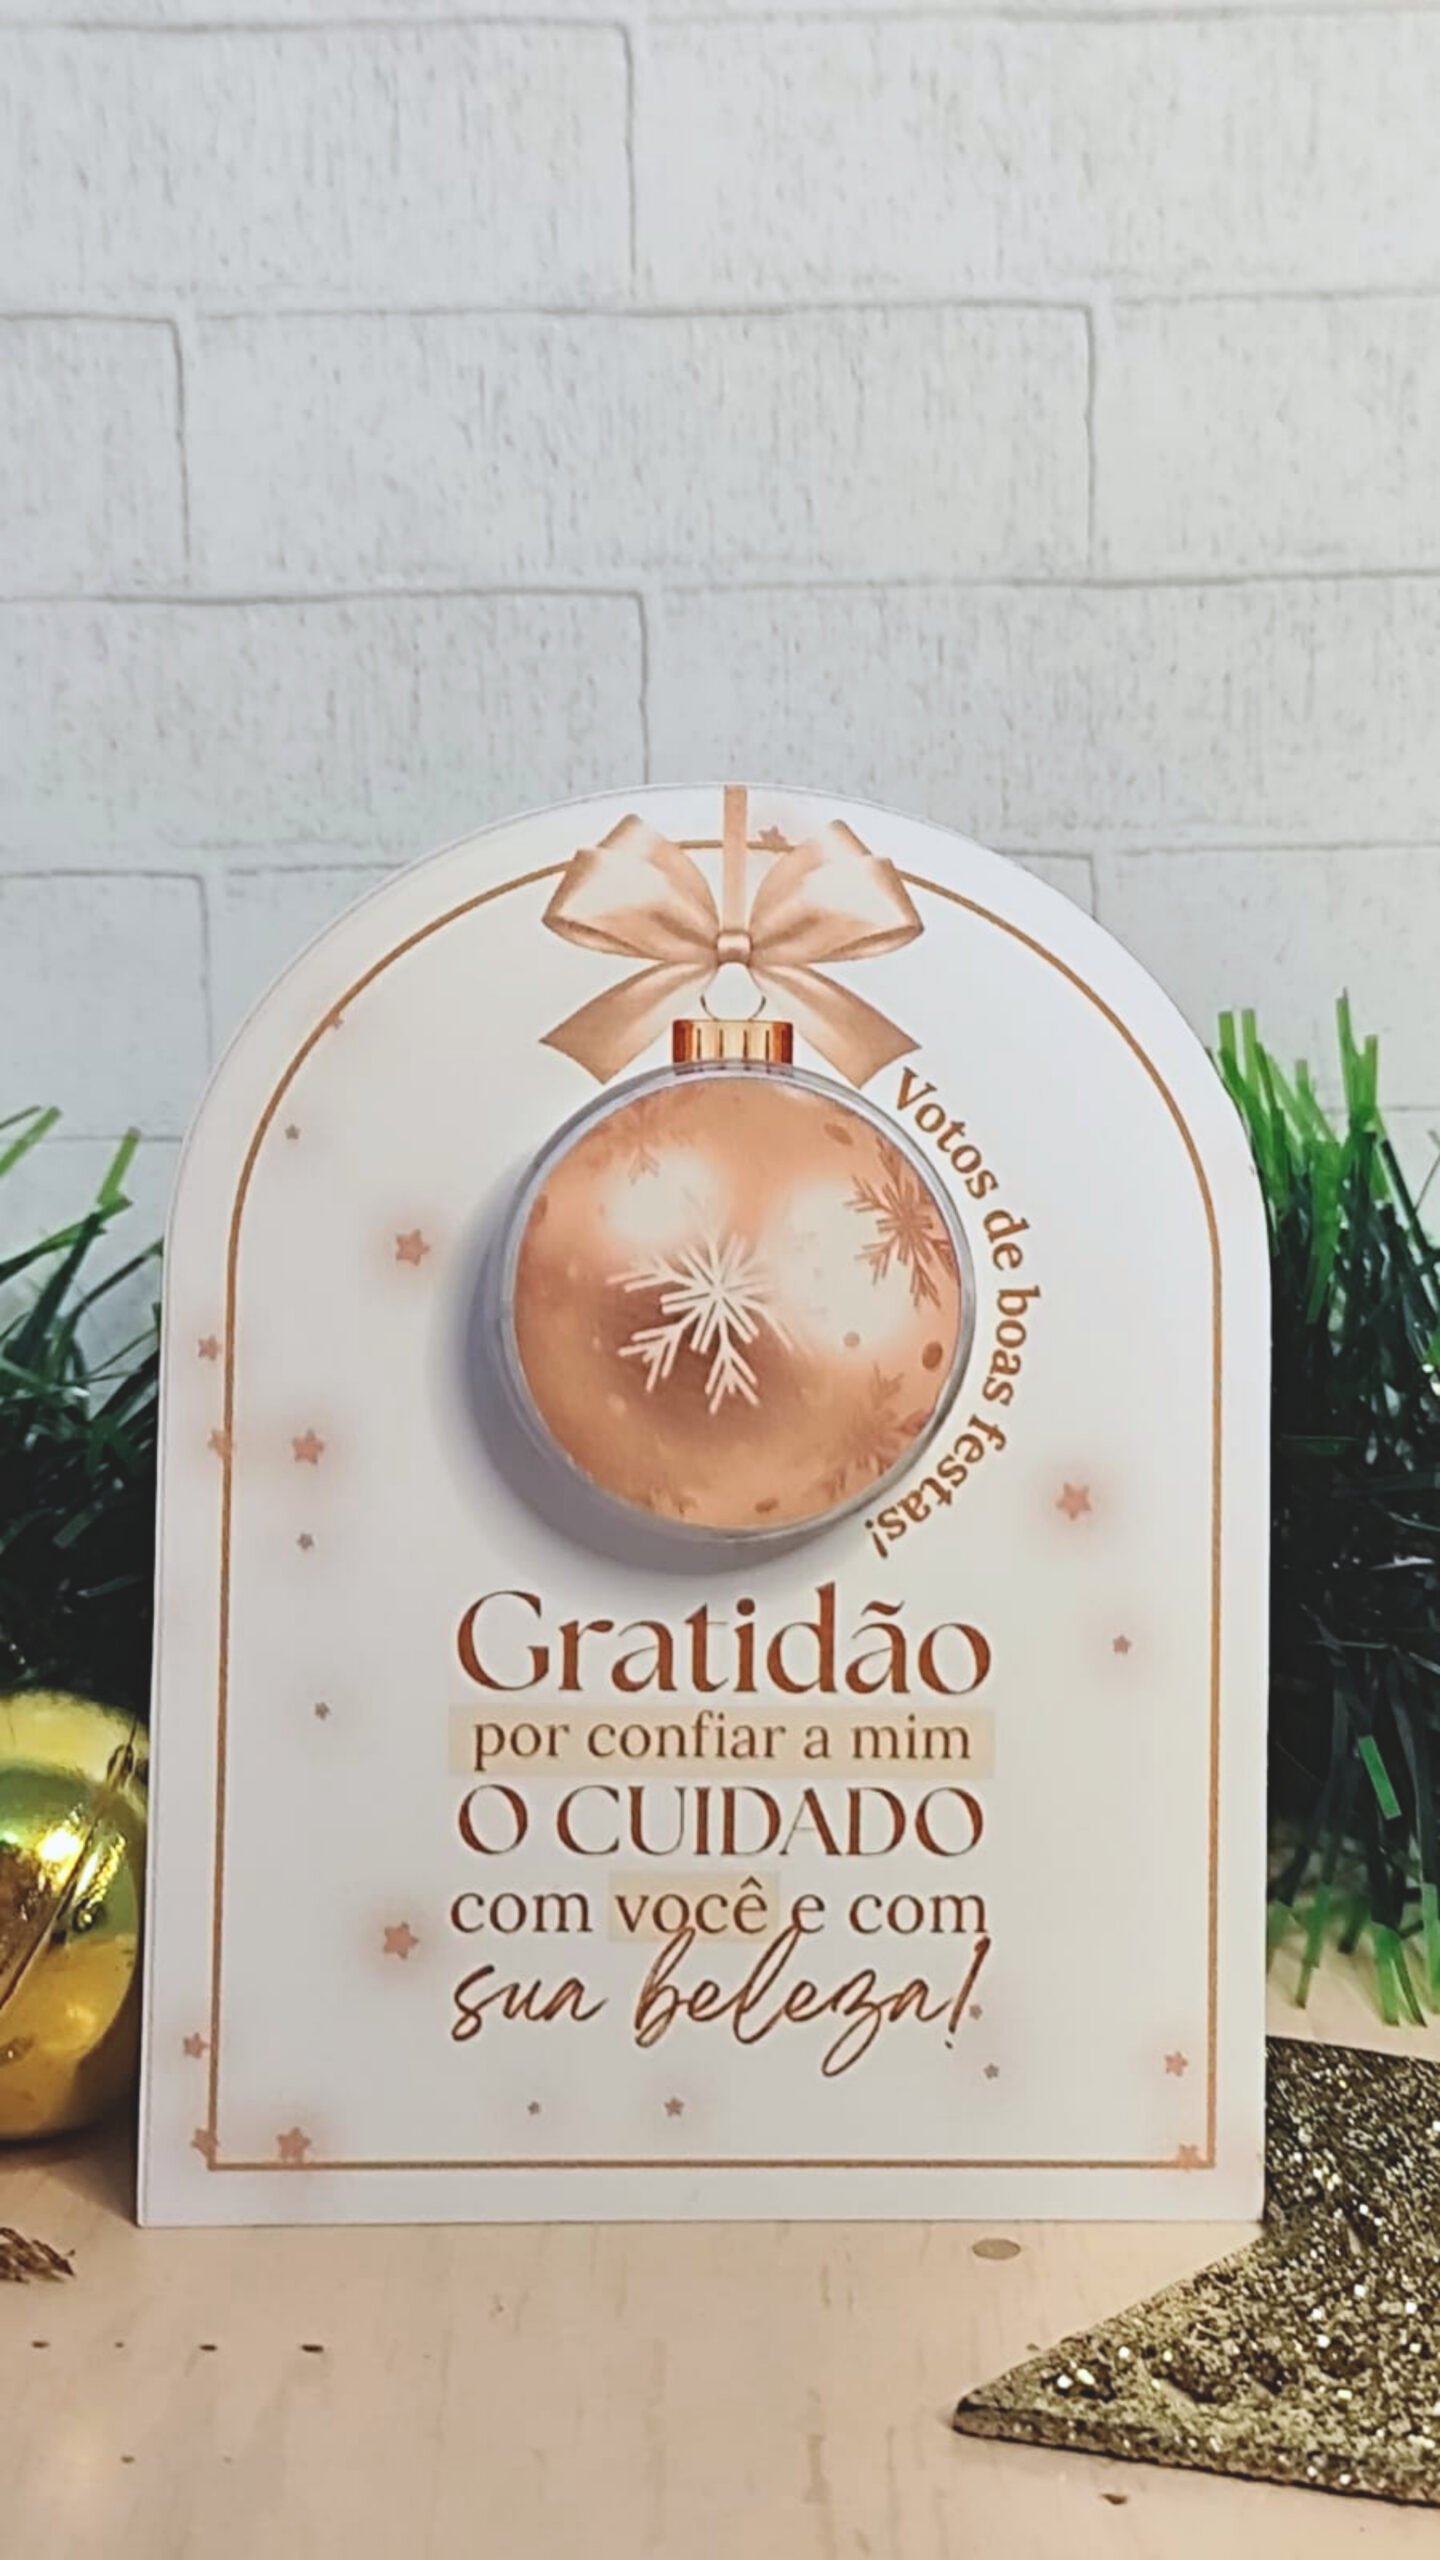 Votos de boas festas!
Gratidão
por confiar a mim
O CUIDADO
com você e com
sua beleza!